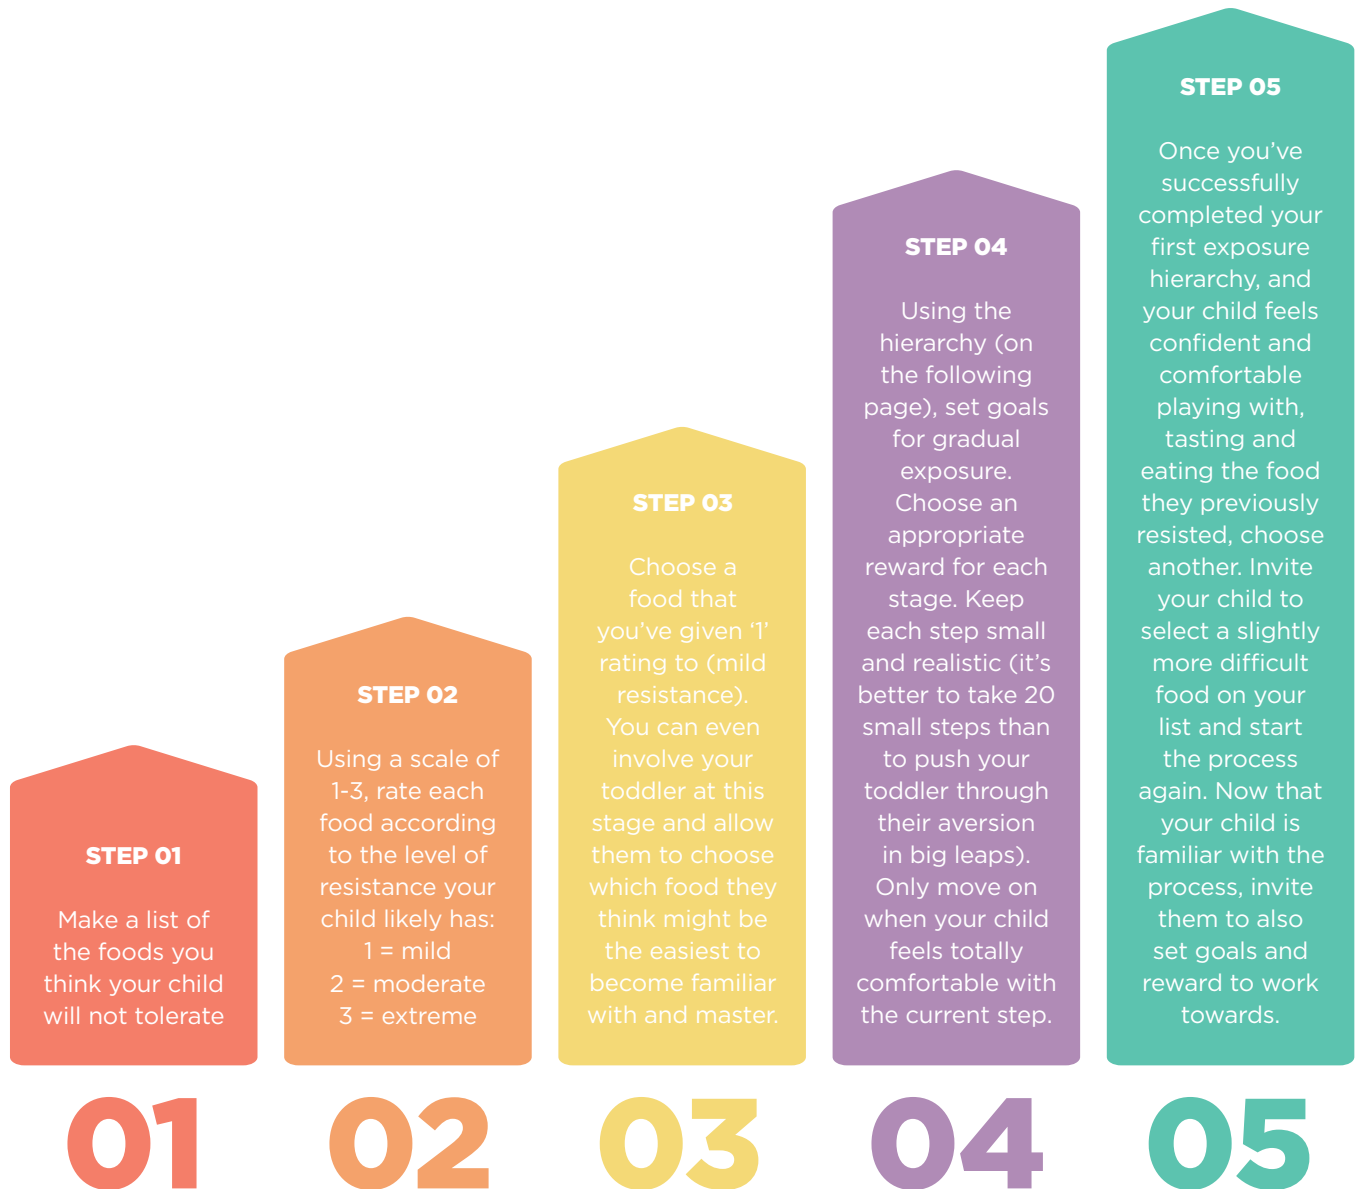 STEP 01
Make a list of
the foods you
think your child
will not tolerate
01
STEP 02
Using a scale of
1-3, rate each
food according
to the level of
resistance your
child likely has:
1 = mild
2 = moderate
3 = extreme
02
STEP 03
Choose a
food that
you’ve given ‘1’
rating to (mild
resistance).
You can even
involve your
toddler at this
stage and allow
them to choose
which food they
think might be
the easiest to
become familiar
with and master.
03
STEP 04
Using the
hierarchy (on
the following
page), set goals
for gradual
exposure.
Choose an
appropriate
reward for each
stage. Keep
each step small
and realistic (it’s
better to take 20
small steps than
to push your
toddler through
their aversion
in big leaps).
Only move on
when your child
feels totally
comfortable with
the current step.
04
STEP 05
Once you’ve
successfully
completed your
first exposure
hierarchy, and
your child feels
confident and
comfortable
playing with,
tasting and
eating the food
they previously
resisted, choose
another. Invite
your child to
select a slightly
more difficult
food on your
list and start
the process
again. Now that
your child is
familiar with the
process, invite
them to also
set goals and
reward to work
towards.
05